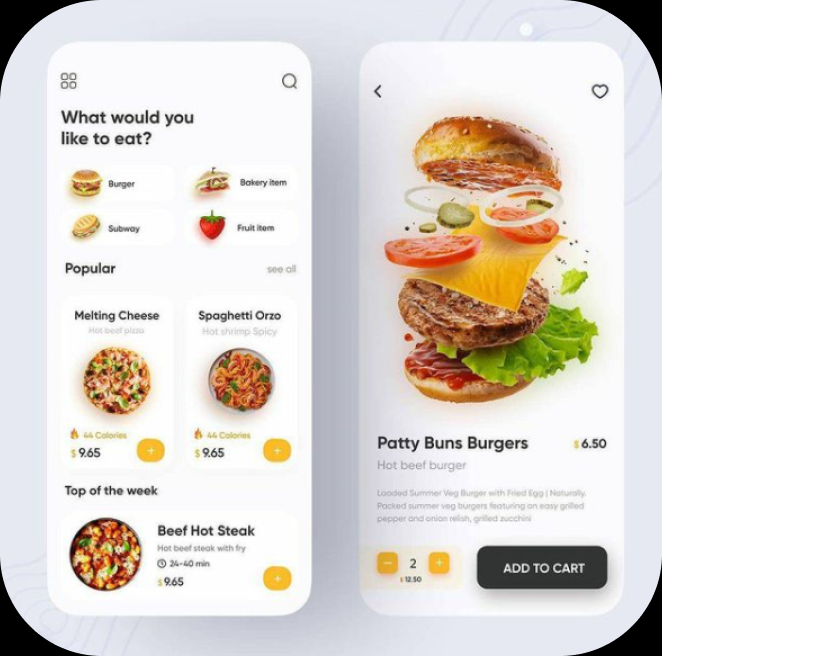 What would you
like to eat?
Burger
Bakery item
Subway
Fruit item
Popular
see all
Melting Cheese
Hot beef pizza
44 Calories
$ 9.65
+
Spaghetti Orzo
Hot shrimp Spicy
44 Calories
$ 9.65
+
Top of the week
Beef Hot Steak
Hot beef steak with fry
24-40 min
$ 9.65
+
Patty Buns Burgers
$ 6.50
Hot beef burger
Loaded Summer Veg Burger with Fried Egg | Naturally.
Packed summer veg burgers featuring an easy grilled
pepper and onion relish, grilled zucchini
− 2 +
$ 12.50
ADD TO CART